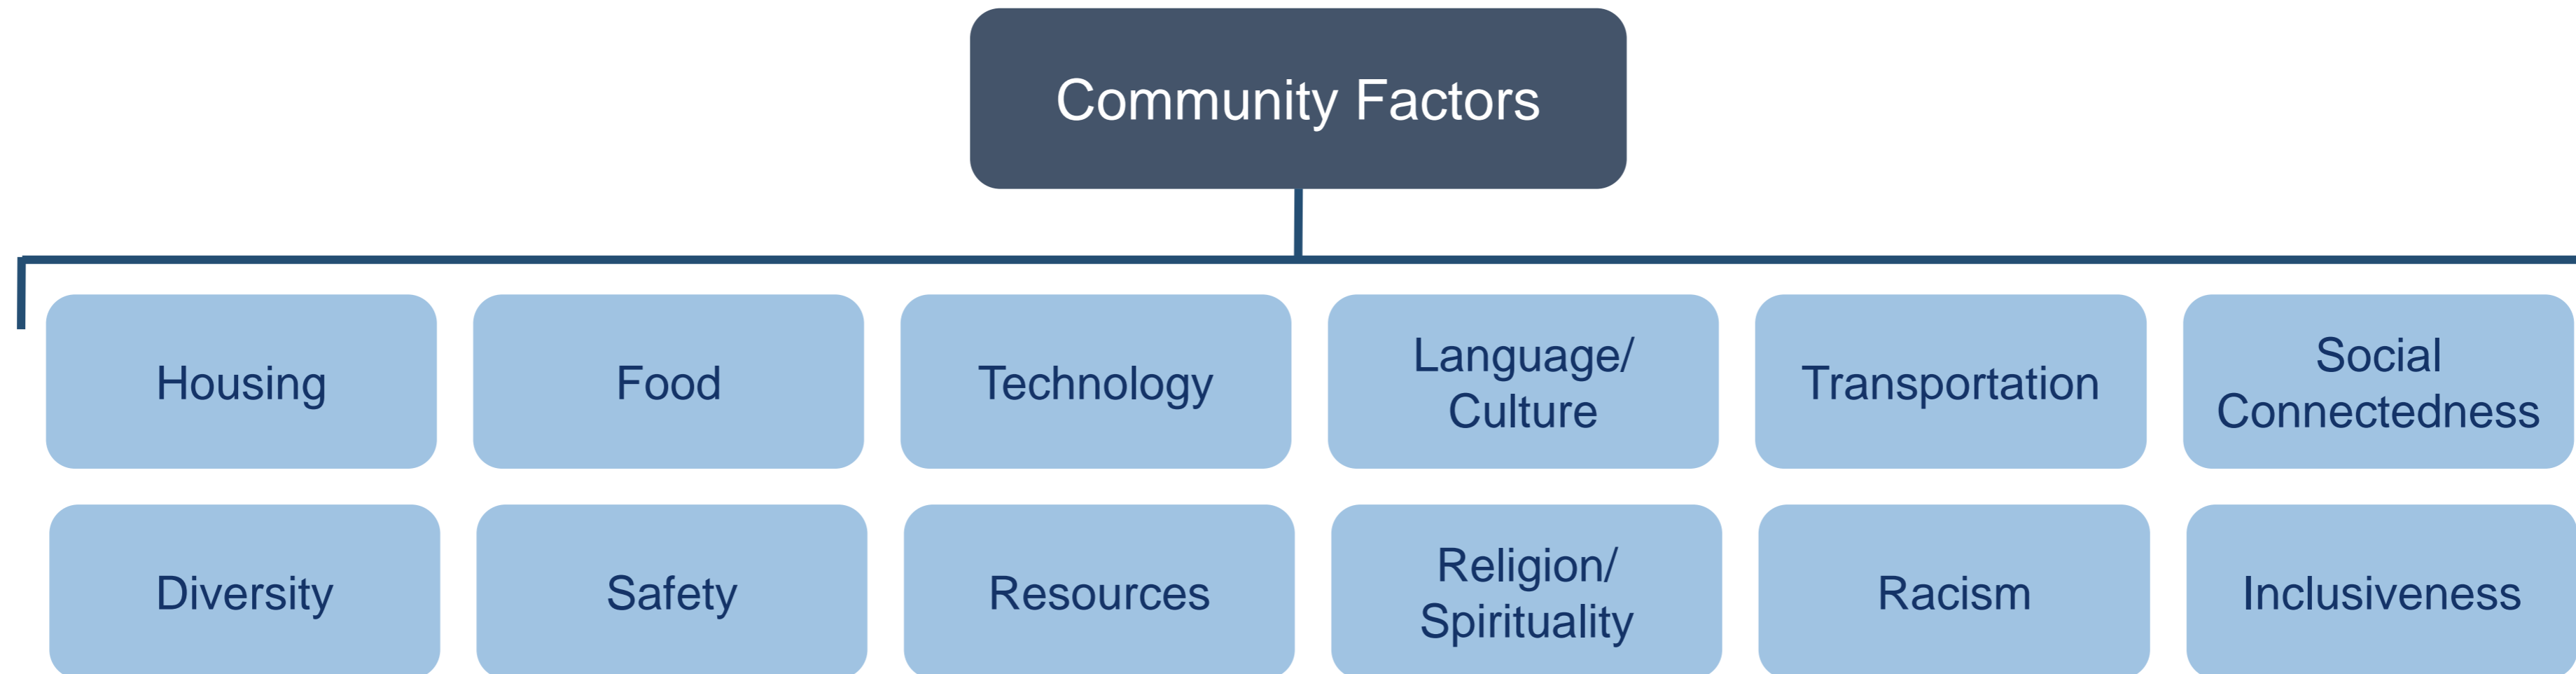 Community Factors
Housing
Food
Technology
Language/
Culture
Transportation
Social
Connectedness
Diversity
Safety
Resources
Religion/
Spirituality
Racism
Inclusiveness